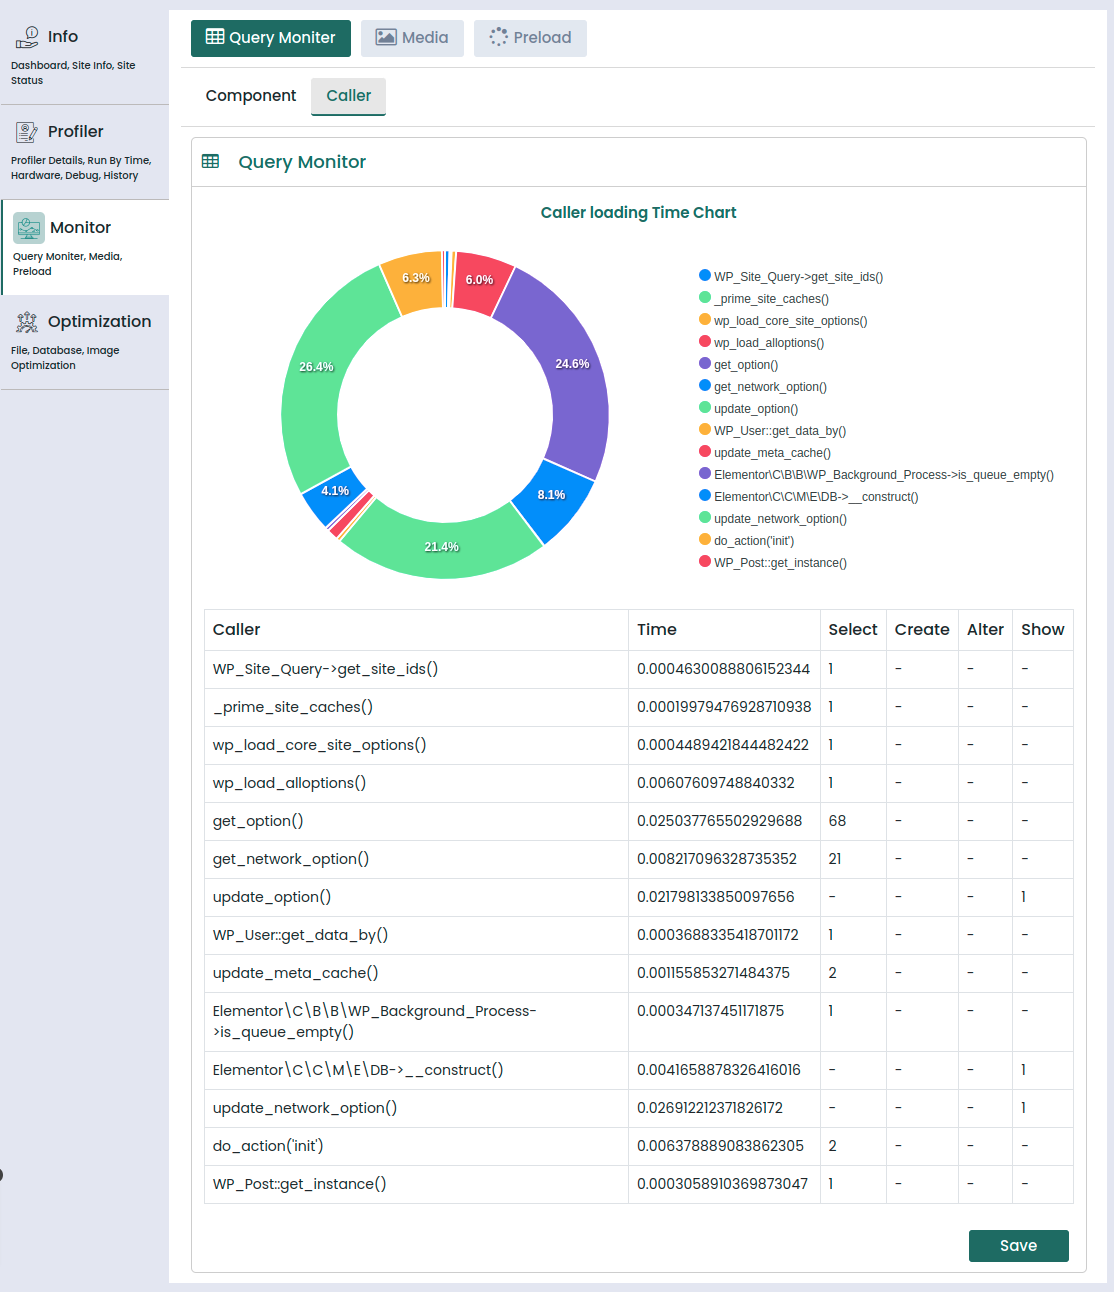 Info
Dashboard, Site Info, Site
Status
Profiler
Profiler Details, Run By Time,
Hardware, Debug, History
Monitor
Query Moniter, Media,
Preload
Optimization
File, Database, Image
Optimization
Query Moniter Media Preload
Component Caller
Query Monitor
Caller loading Time Chart
6.3%
6.0%
26.4%
24.6%
4.1%
8.1%
21.4%
WP_Site_Query->get_site_ids()
_prime_site_caches()
wp_load_core_site_options()
wp_load_alloptions()
get_option()
get_network_option()
update_option()
WP_User::get_data_by()
update_meta_cache()
Elementor\C\B\B\WP_Background_Process->is_queue_empty()
Elementor\C\C\M\E\DB->__construct()
update_network_option()
do_action('init')
WP_Post::get_instance()
Caller Time Select Create Alter Show
WP_Site_Query->get_site_ids() 0.0004630088806152344 1 - - -
_prime_site_caches() 0.00019979476928710938 1 - - -
wp_load_core_site_options() 0.0004489421844482422 1 - - -
wp_load_alloptions() 0.00607609748840332 1 - - -
get_option() 0.025037765502929688 68 - - -
get_network_option() 0.008217096328735352 21 - - -
update_option() 0.021798133850097656 - - - 1
WP_User::get_data_by() 0.0003688335418701172 1 - - -
update_meta_cache() 0.001155853271484375 2 - - -
Elementor\C\B\B\WP_Background_Process- 0.000347137451171875 1 - - -
>is_queue_empty()
Elementor\C\C\M\E\DB->__construct() 0.0041658878326416016 - - - 1
update_network_option() 0.026912212371826172 - - - 1
do_action('init') 0.006378889083862305 2 - - -
WP_Post::get_instance() 0.0003058910369873047 1 - - -
Save